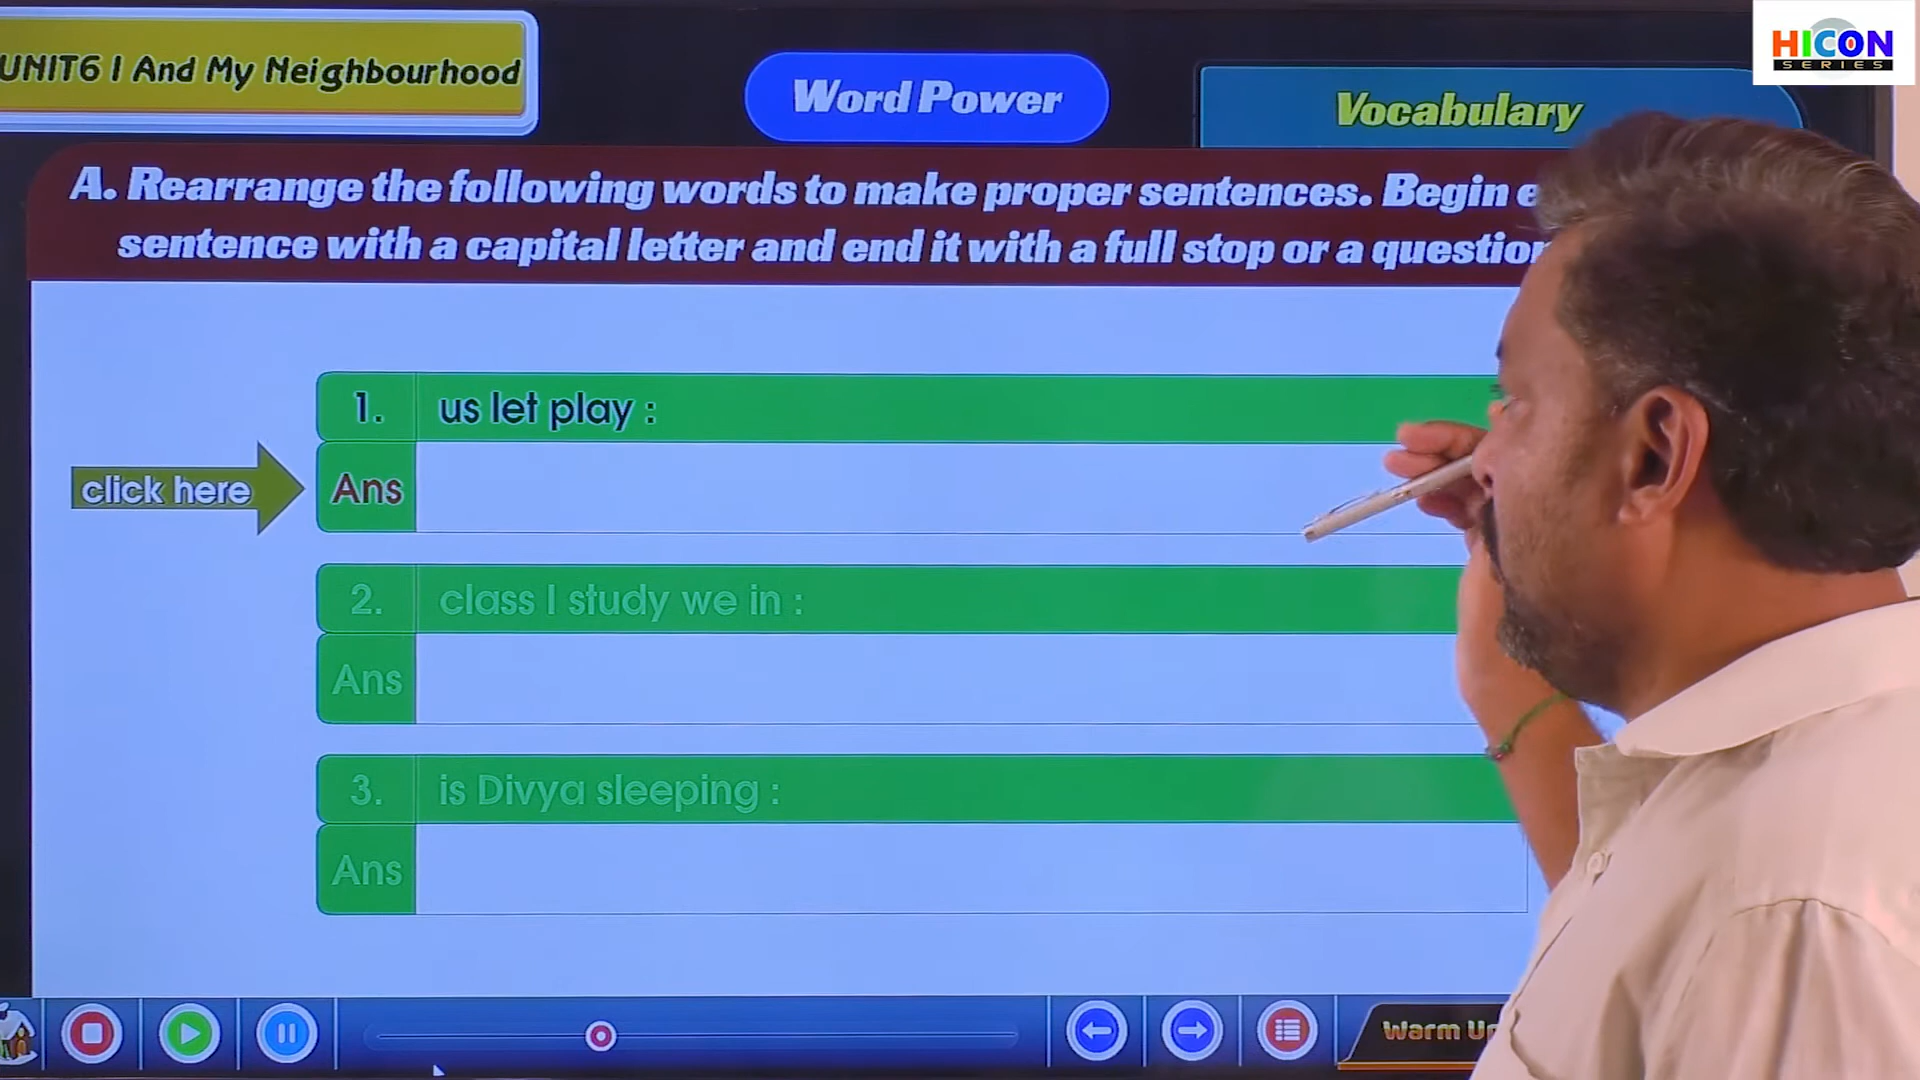 UNIT6 I And My Neighbourhood
Word Power
Vocabulary
HICON
SERIES
A. Rearrange the following words to make proper sentences. Begin
sentence with a capital letter and end it with a full stop or a
1. us let play :
click here
Ans
2. class I study we in :
Ans
3. is Divya sleeping :
Ans
Warm